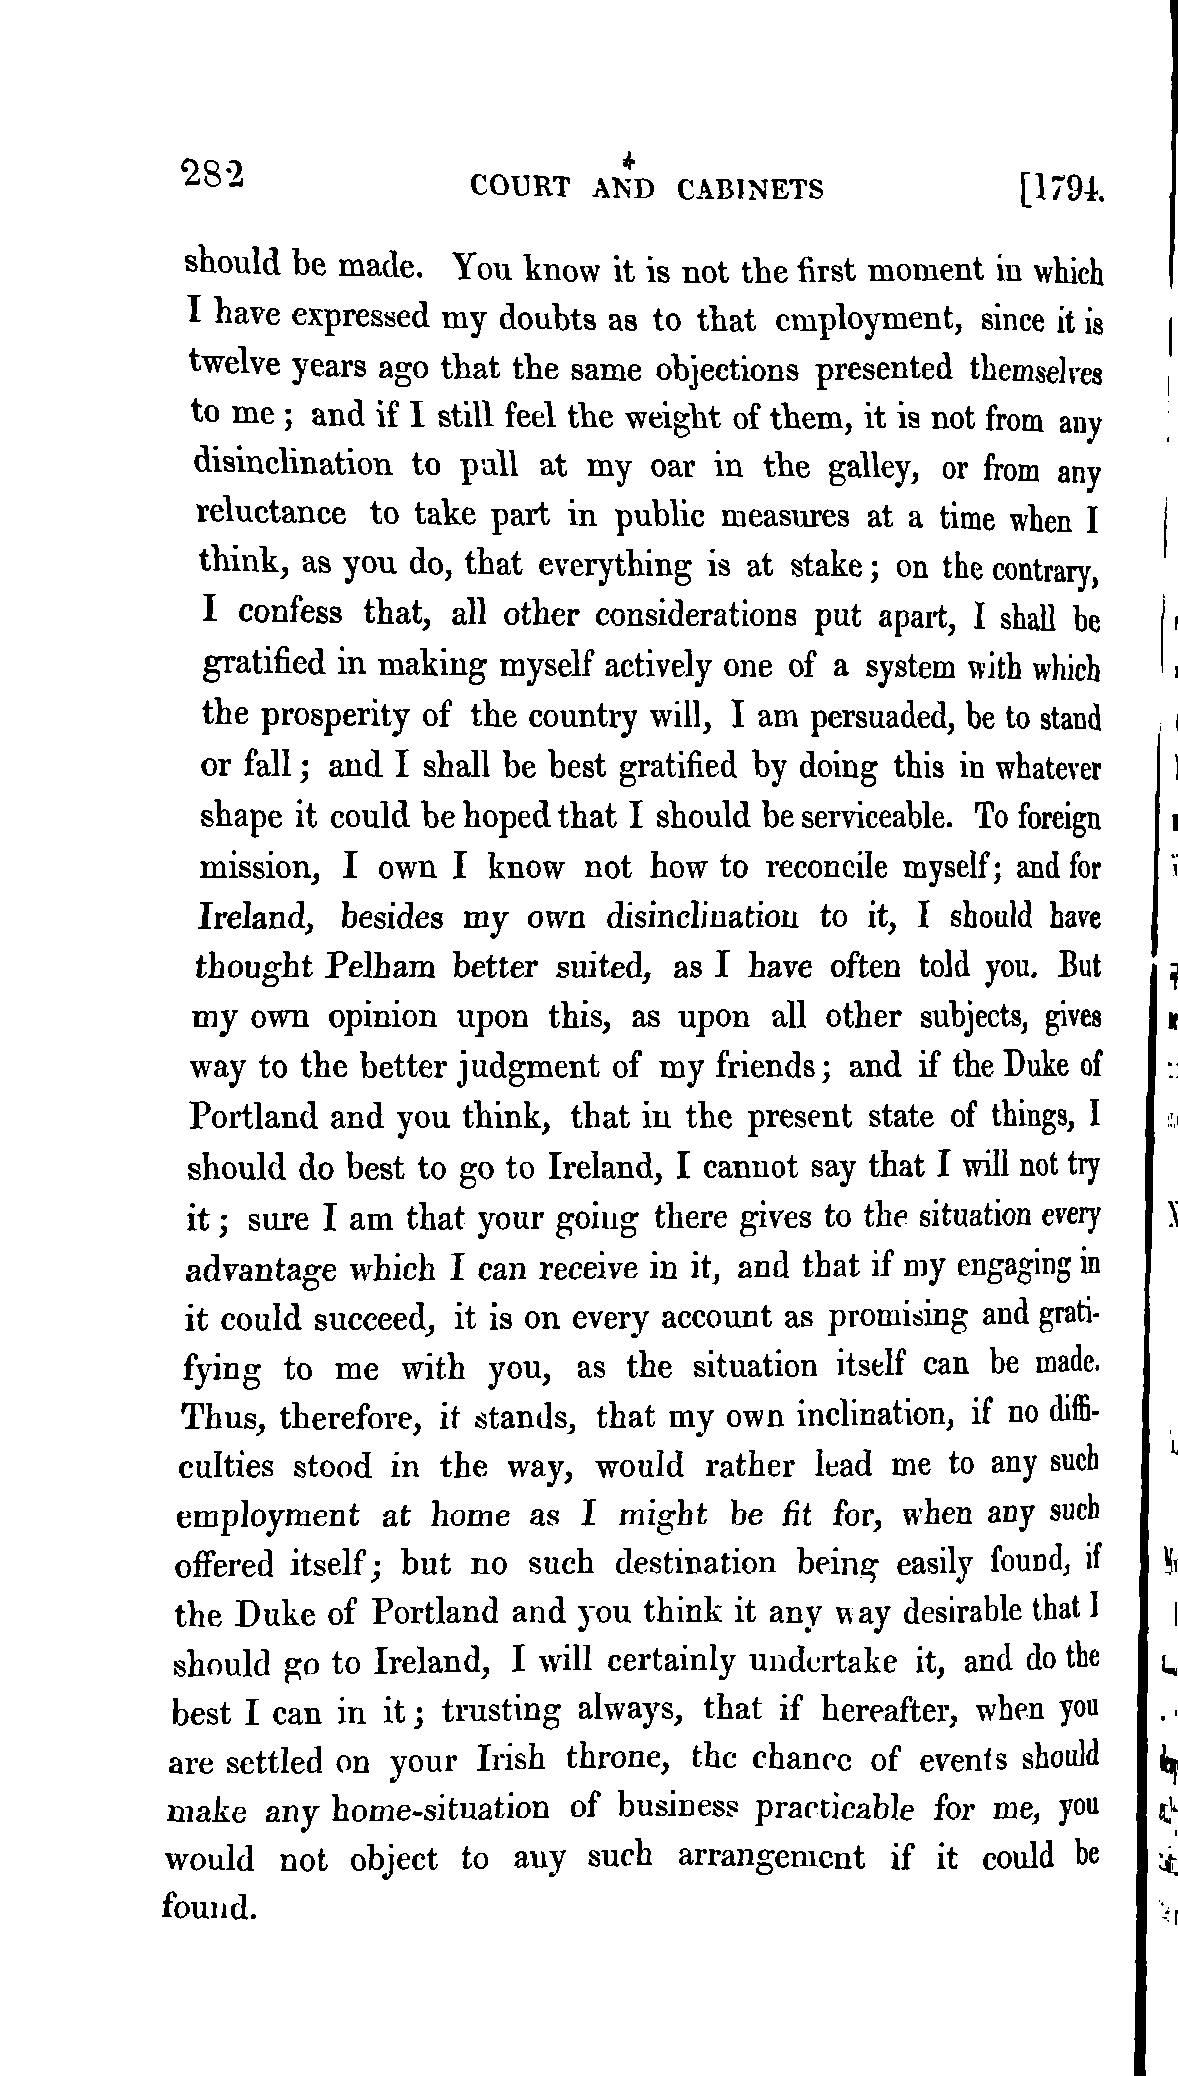 282 COURT AND CABINETS [1794.
should be made. You know it is not the first moment in which
I have expressed my doubts as to that employment, since it is
twelve years ago that the same objections presented themselves
to me; and if I still feel the weight of them, it is not from any
disinclination to pull at my oar in the galley, or from any
reluctance to take part in public measures at a time when I
think, as you do, that everything is at stake; on the contrary,
I confess that, all other considerations put apart, I shall be
gratified in making myself actively one of a system with which
the prosperity of the country will, I am persuaded, be to stand
or fall; and I shall be best gratified by doing this in whatever
shape it could be hoped that I should be serviceable. To foreign
mission, I own I know not how to reconcile myself; and for
Ireland, besides my own disinclination to it, I should have
thought Pelham better suited, as I have often told you. But
my own opinion upon this, as upon all other subjects, gives
way to the better judgment of my friends; and if the Duke of
Portland and you think, that in the present state of things, I
should do best to go to Ireland, I cannot say that I will not try
it; sure I am that your going there gives to the situation every
advantage which I can receive in it, and that if my engaging in
it could succeed, it is on every account as promising and grati-
fying to me with you, as the situation itself can be made.
Thus, therefore, it stands, that my own inclination, if no diffi-
culties stood in the way, would rather lead me to any such
employment at home as I might be fit for, when any such
offered itself; but no such destination being easily found, if
the Duke of Portland and you think it any way desirable that I
should go to Ireland, I will certainly undertake it, and do the
best I can in it; trusting always, that if hereafter, when you
are settled on your Irish throne, the chance of events should
make any home-situation of business practicable for me, you
would not object to any such arrangement if it could be
found.